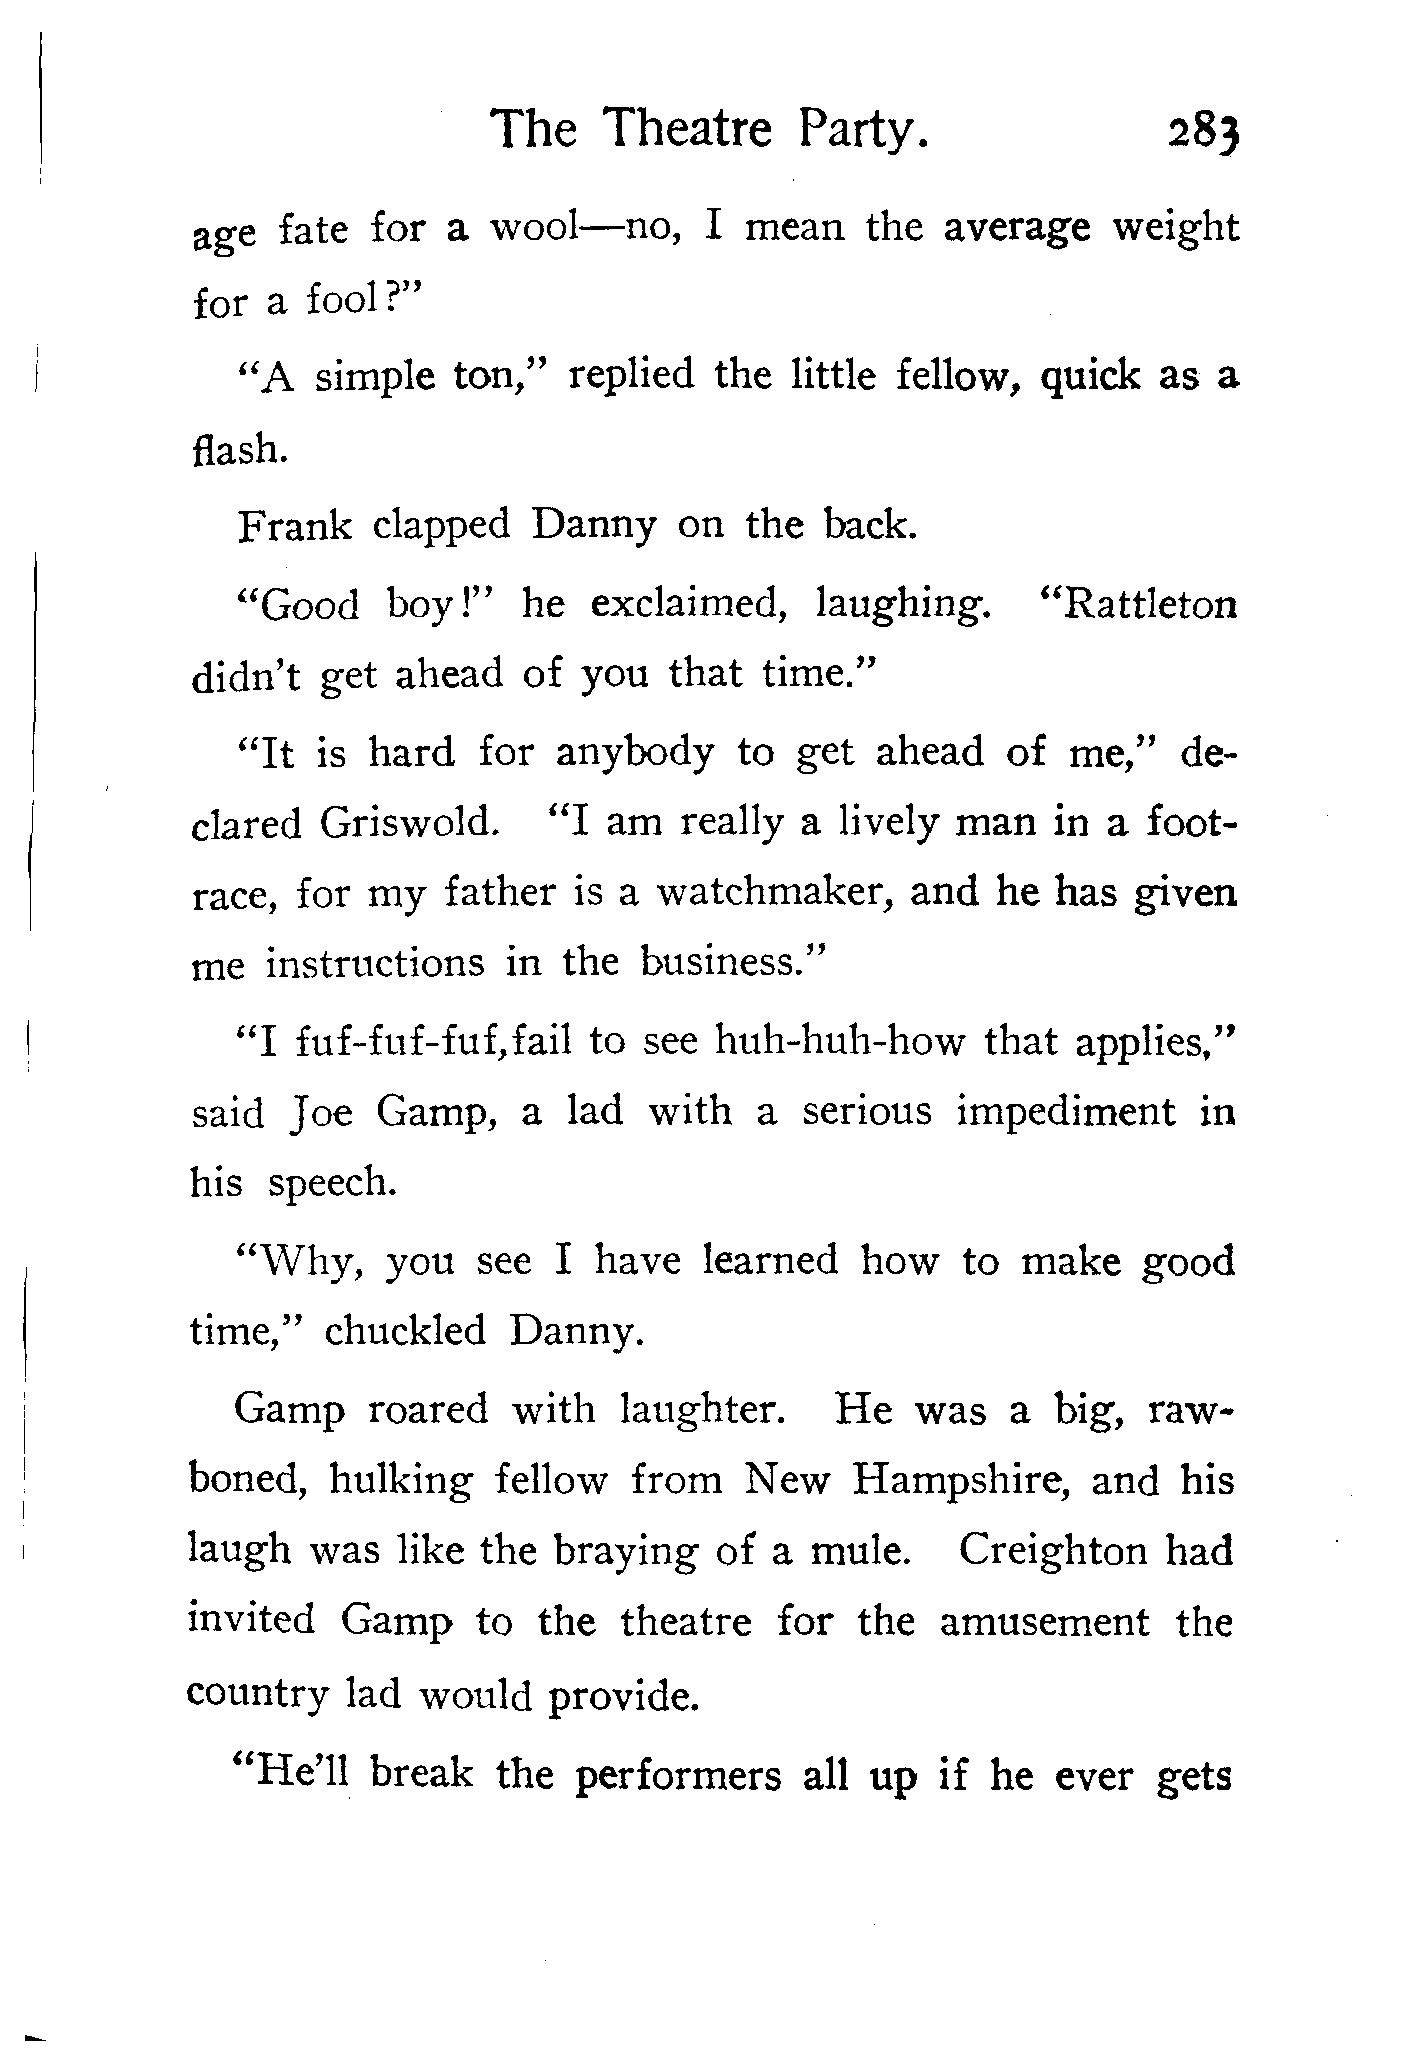 The Theatre Party. 283
age fate for a wool—no, I mean the average weight
for a fool?”
“A simple ton,” replied the little fellow, quick as a
flash.
Frank clapped Danny on the back.
“Good boy!” he exclaimed, laughing. “Rattleton
didn’t get ahead of you that time.”
“It is hard for anybody to get ahead of me,” de-
clared Griswold. “I am really a lively man in a foot-
race, for my father is a watchmaker, and he has given
me instructions in the business.”
“I fuf-fuf-fuf,fail to see huh-huh-how that applies,”
said Joe Gamp, a lad with a serious impediment in
his speech.
“Why, you see I have learned how to make good
time,” chuckled Danny.
Gamp roared with laughter. He was a big, raw-
boned, hulking fellow from New Hampshire, and his
laugh was like the braying of a mule. Creighton had
invited Gamp to the theatre for the amusement the
country lad would provide.
“He’ll break the performers all up if he ever gets